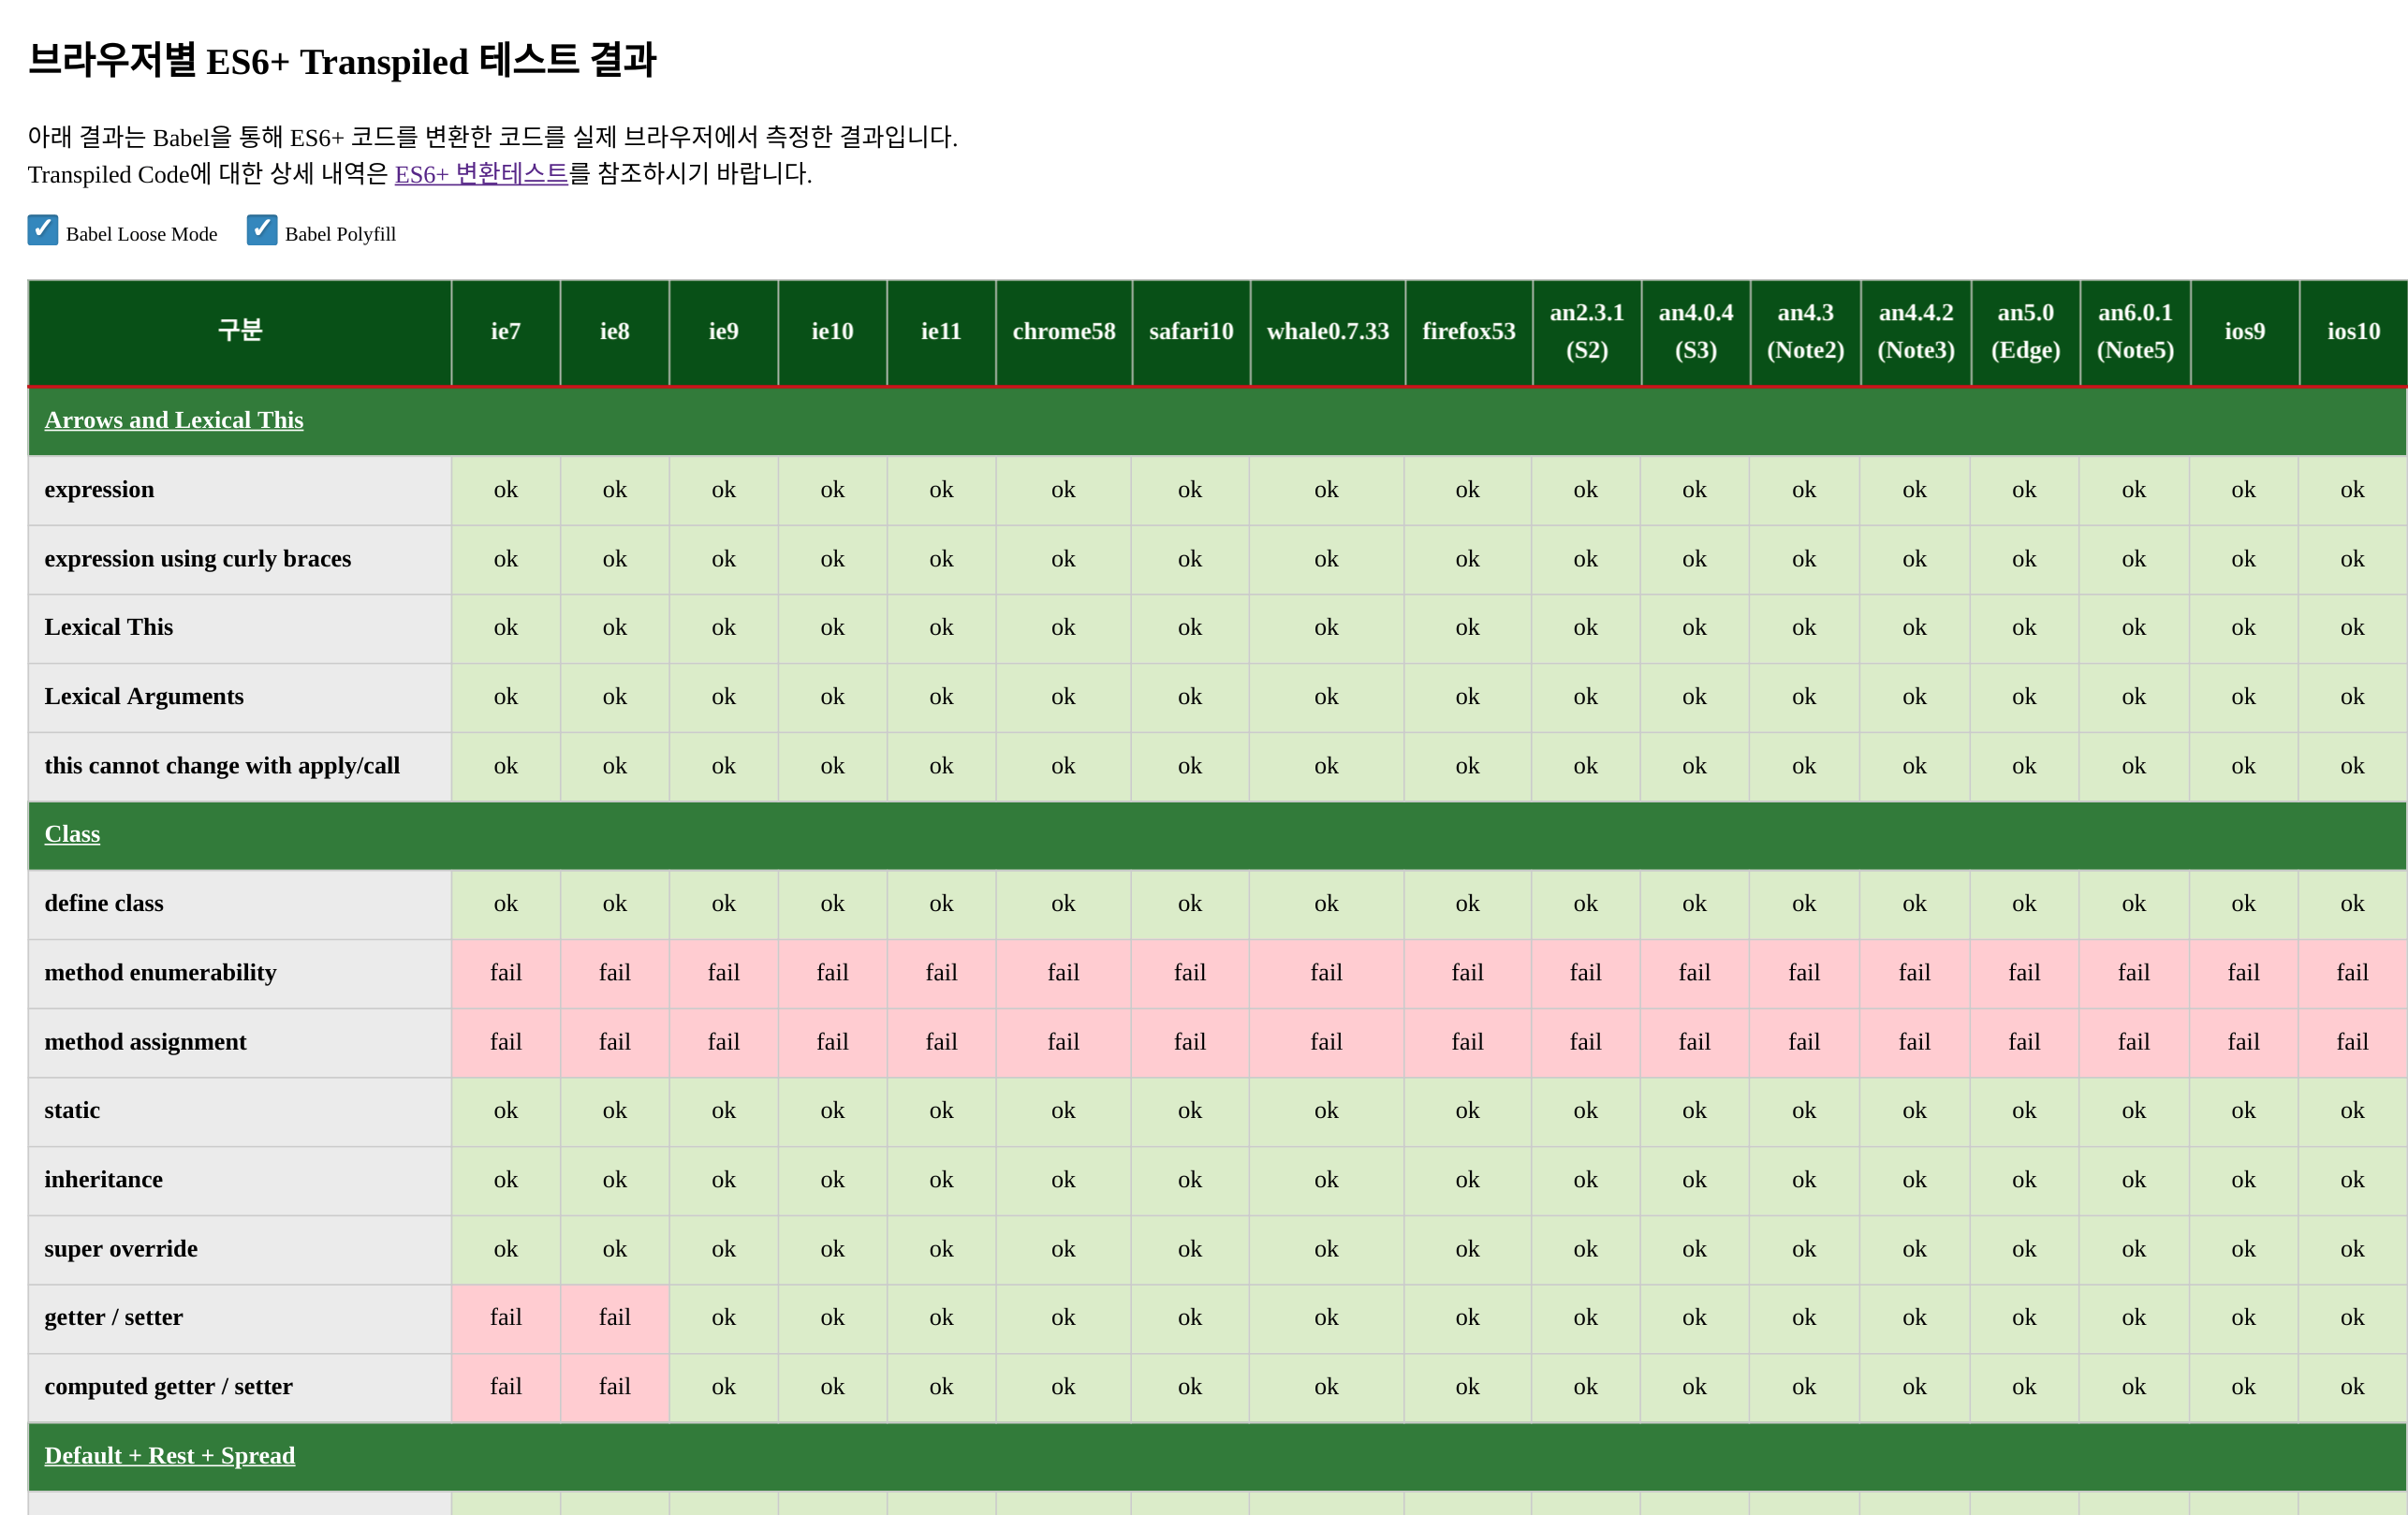 브라우저별 ES6+ Transpiled 테스트 결과
아래 결과는 Babel을 통해 ES6+ 코드를 변환한 코드를 실제 브라우저에서 측정한 결과입니다.
Transpiled Code에 대한 상세 내역은 ES6+ 변환테스트를 참조하시기 바랍니다.
✓ Babel Loose Mode ✓ Babel Polyfill
구분 ie7 ie8 ie9 ie10 ie11 chrome58 safari10 whale0.7.33 firefox53 an2.3.1 (S2) an4.0.4 (S3) an4.3 (Note2) an4.4.2 (Note3) an5.0 (Edge) an6.0.1 (Note5) ios9 ios10
Arrows and Lexical This
expression ok ok ok ok ok ok ok ok ok ok ok ok ok ok ok ok ok
expression using curly braces ok ok ok ok ok ok ok ok ok ok ok ok ok ok ok ok ok
Lexical This ok ok ok ok ok ok ok ok ok ok ok ok ok ok ok ok ok
Lexical Arguments ok ok ok ok ok ok ok ok ok ok ok ok ok ok ok ok ok
this cannot change with apply/call ok ok ok ok ok ok ok ok ok ok ok ok ok ok ok ok ok
Class
define class ok ok ok ok ok ok ok ok ok ok ok ok ok ok ok ok ok
method enumerability fail fail fail fail fail fail fail fail fail fail fail fail fail fail fail fail fail
method assignment fail fail fail fail fail fail fail fail fail fail fail fail fail fail fail fail fail
static ok ok ok ok ok ok ok ok ok ok ok ok ok ok ok ok ok
inheritance ok ok ok ok ok ok ok ok ok ok ok ok ok ok ok ok ok
super override ok ok ok ok ok ok ok ok ok ok ok ok ok ok ok ok ok
getter / setter fail fail ok ok ok ok ok ok ok ok ok ok ok ok ok ok ok
computed getter / setter fail fail ok ok ok ok ok ok ok ok ok ok ok ok ok ok ok
Default + Rest + Spread